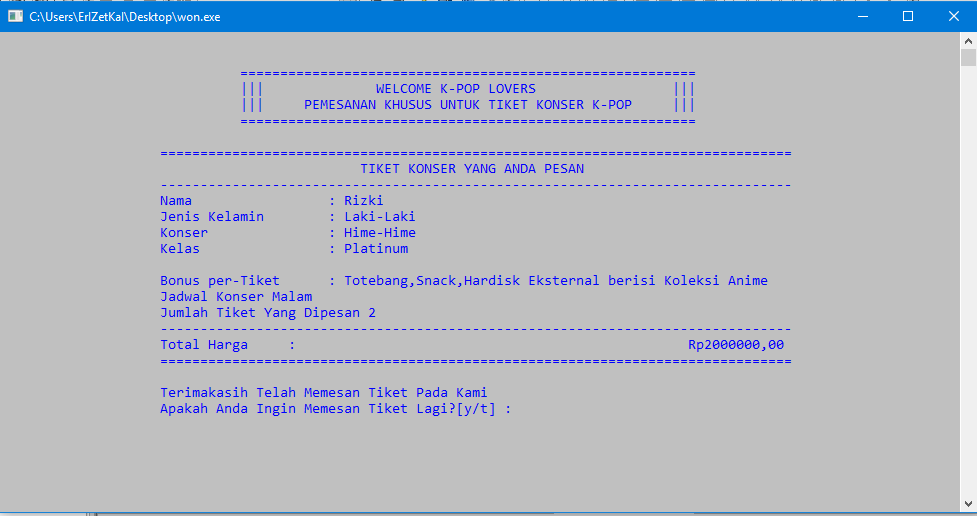 C:\Users\ErlZetKal\Desktop\won.exe
=========================================================
||| WELCOME K-POP LOVERS |||
||| PEMESANAN KHUSUS UNTUK TIKET KONSER K-POP |||
=========================================================
===============================================================================
TIKET KONSER YANG ANDA PESAN
-------------------------------------------------------------------------------
Nama : Rizki
Jenis Kelamin : Laki-Laki
Konser : Hime-Hime
Kelas : Platinum
Bonus per-Tiket : Totebang,Snack,Hardisk Eksternal berisi Koleksi Anime
Jadwal Konser Malam
Jumlah Tiket Yang Dipesan 2
-------------------------------------------------------------------------------
Total Harga : Rp2000000,00
===============================================================================
Terimakasih Telah Memesan Tiket Pada Kami
Apakah Anda Ingin Memesan Tiket Lagi?[y/t] :